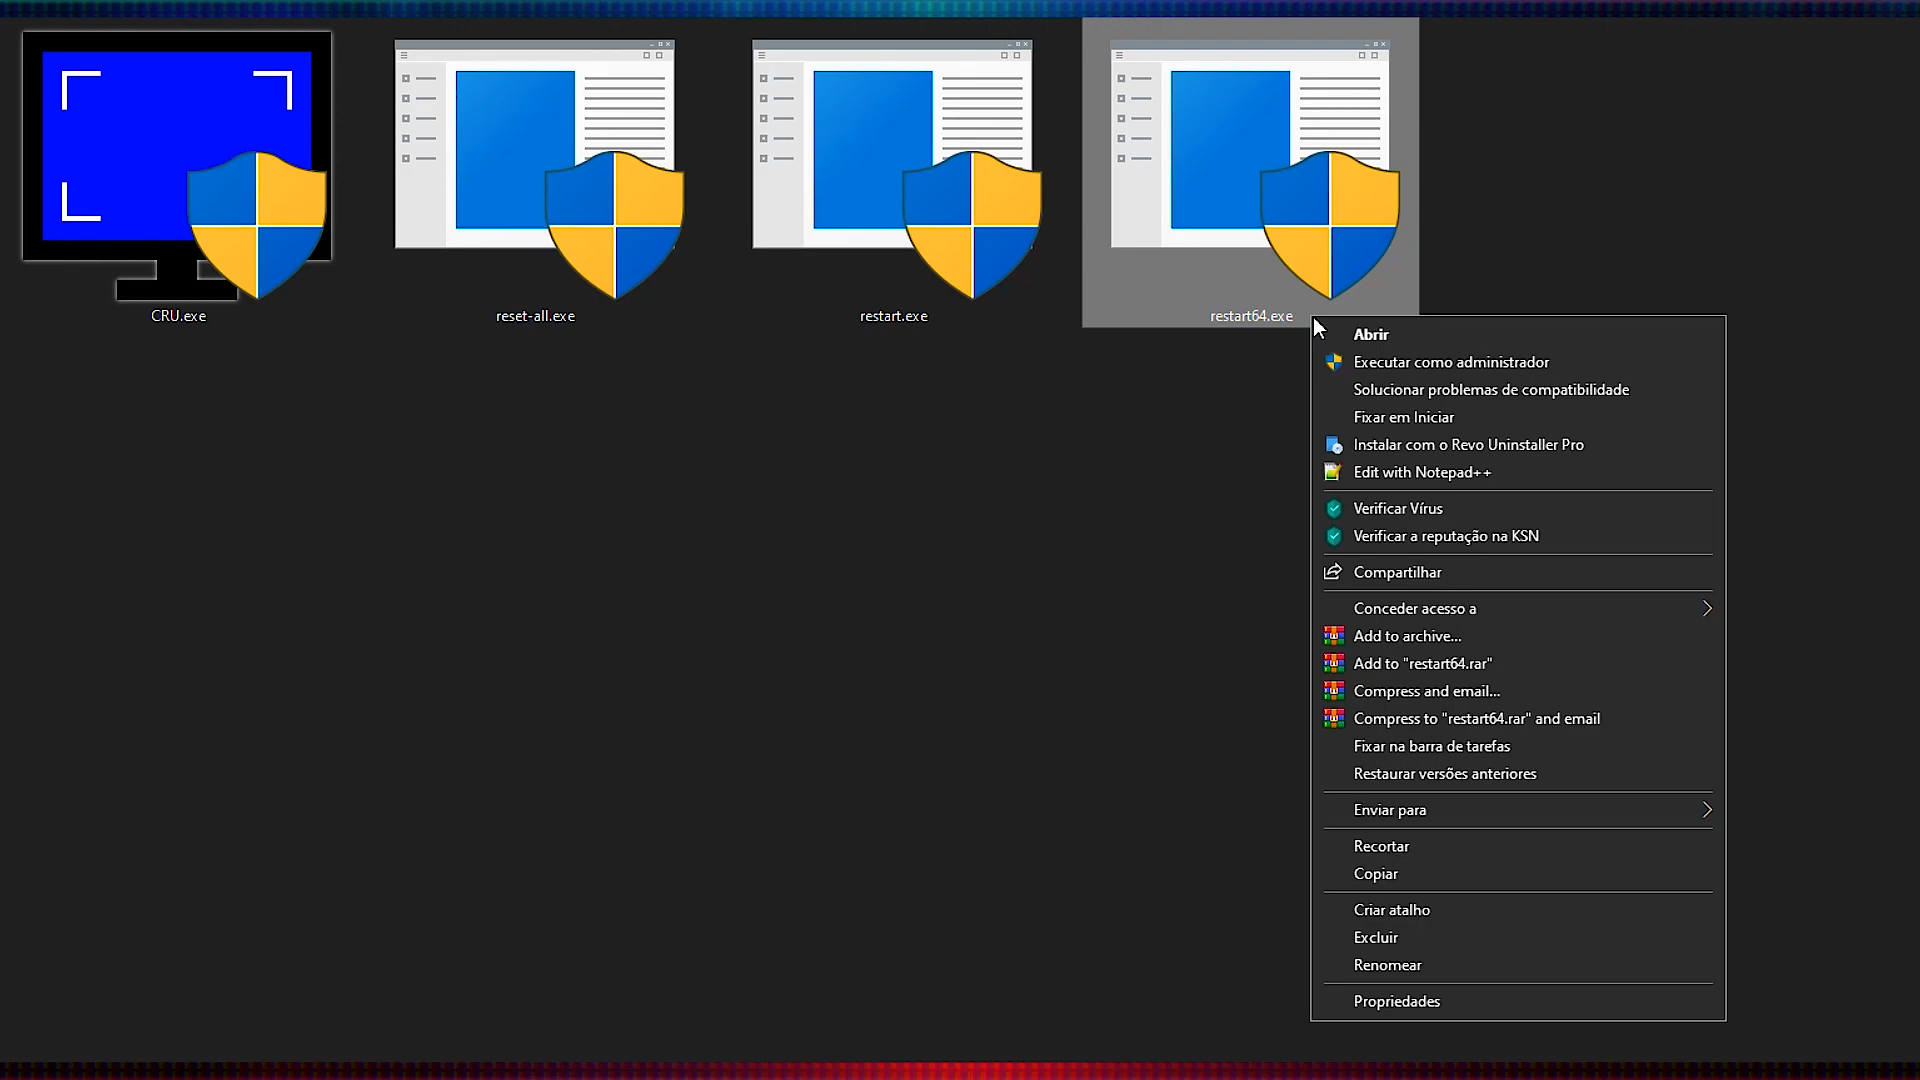 CRU.exe
reset-all.exe
restart.exe
restart64.exe
Abrir
Executar como administrador
Solucionar problemas de compatibilidade
Fixar em Iniciar
Instalar com o Revo Uninstaller Pro
Edit with Notepad++
Verificar Vírus
Verificar a reputação na KSN
Compartilhar
Conceder acesso a
Add to archive...
Add to "restart64.rar"
Compress and email...
Compress to "restart64.rar" and email
Fixar na barra de tarefas
Restaurar versões anteriores
Enviar para
Recortar
Copiar
Criar atalho
Excluir
Renomear
Propriedades